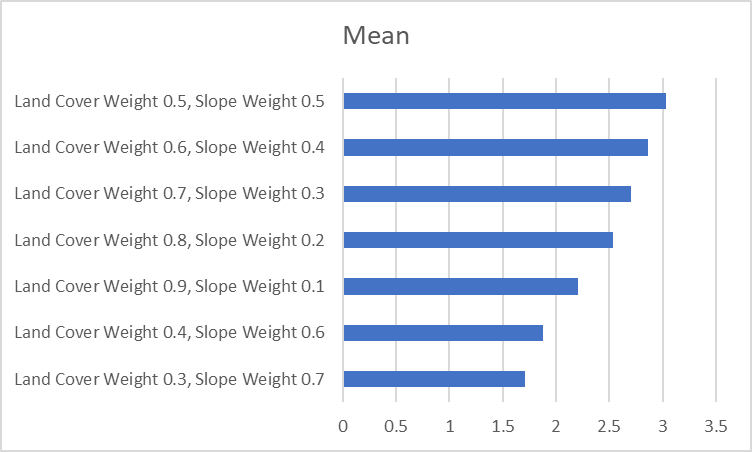 Mean
Land Cover Weight 0.5, Slope Weight 0.5
Land Cover Weight 0.6, Slope Weight 0.4
Land Cover Weight 0.7, Slope Weight 0.3
Land Cover Weight 0.8, Slope Weight 0.2
Land Cover Weight 0.9, Slope Weight 0.1
Land Cover Weight 0.4, Slope Weight 0.6
Land Cover Weight 0.3, Slope Weight 0.7
0 0.5 1 1.5 2 2.5 3 3.5